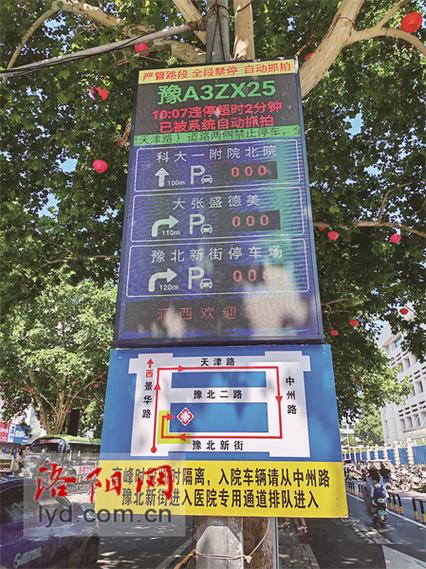 严管路段 全段禁停 自动抓拍
豫A3ZX25
10:07违停超时2分钟
已被系统自动抓拍
天津路）道路两侧禁止停车，
科大一附院北院
100m P 000
大张盛德美
110m P 000
豫北新街停车场
120m P 00
涧西欢迎您
天津路
西
景华路
豫北二路
中州路
豫北新街
隔离，入院车辆请从中州路
豫北新街进入医院专用通道排队进入
洛阳网
lyd.com.cn